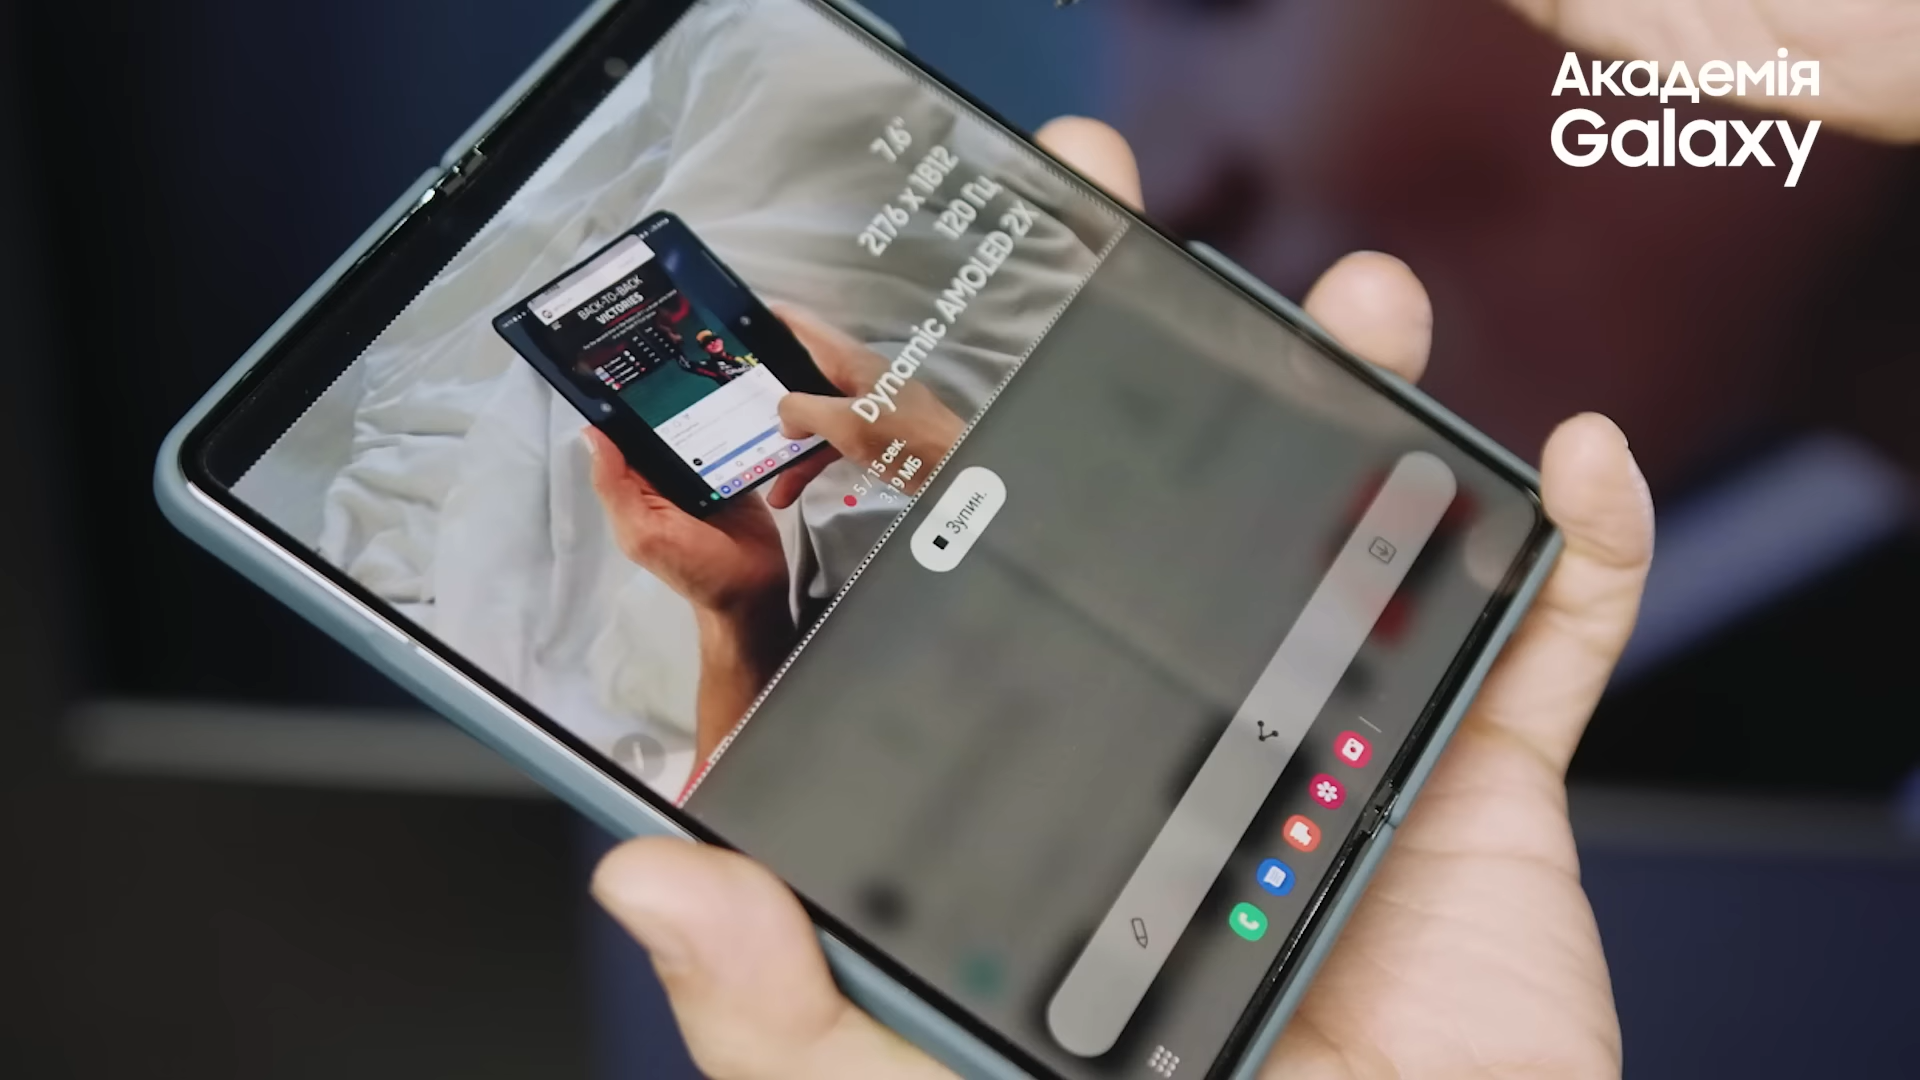 Академія
Galaxy
7.6"
2176 x 1812
120 Гц
Dynamic AMOLED 2X
BACK-TO-BACK
VICTORIES
5 / 15 сек.
3,19 МБ
Зупин.